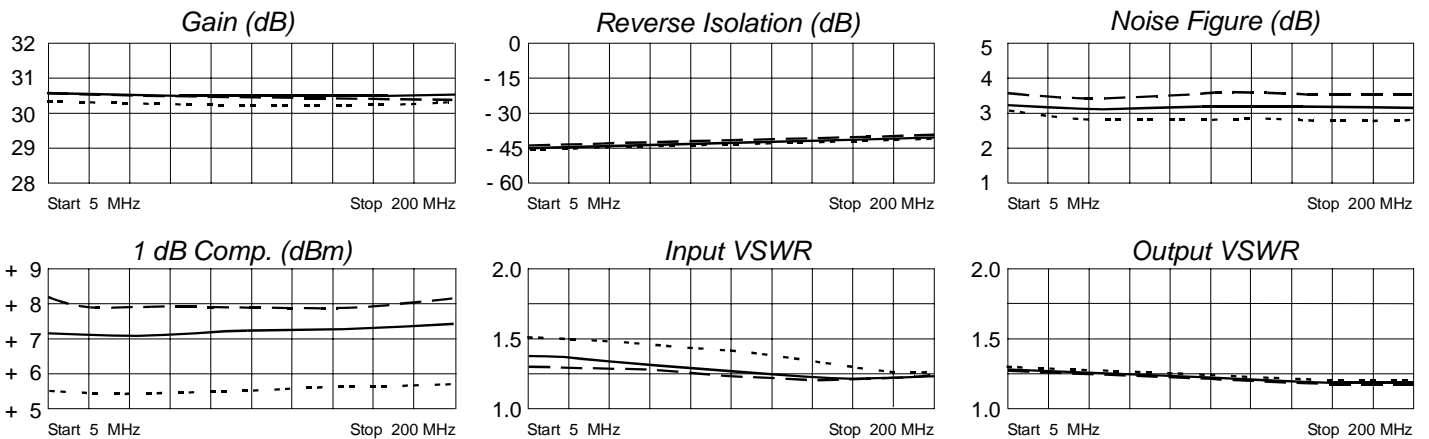 Gain (dB)
32
31
30
29
28
Start 5 MHz
Stop 200 MHz
Reverse Isolation (dB)
0
- 15
- 30
- 45
- 60
Start 5 MHz
Stop 200 MHz
Noise Figure (dB)
5
4
3
2
1
Start 5 MHz
Stop 200 MHz
1 dB Comp. (dBm)
+ 9
+ 8
+ 7
+ 6
+ 5
Start 5 MHz
Stop 200 MHz
Input VSWR
2.0
1.5
1.0
Start 5 MHz
Stop 200 MHz
Output VSWR
2.0
1.5
1.0
Start 5 MHz
Stop 200 MHz